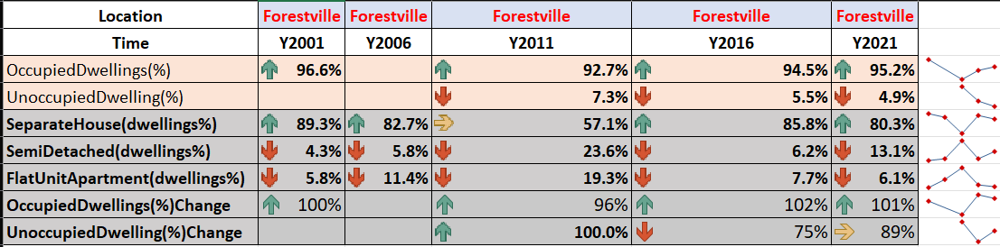 Location Forestville Forestville Forestville Forestville Forestville
Time Y2001 Y2006 Y2011 Y2016 Y2021
OccupiedDwellings(%) 96.6% 92.7% 94.5% 95.2%
UnoccupiedDwelling(%) 7.3% 5.5% 4.9%
SeparateHouse(dwellings%) 89.3% 82.7% 57.1% 85.8% 80.3%
SemiDetached(dwellings%) 4.3% 5.8% 23.6% 6.2% 13.1%
FlatUnitApartment(dwellings%) 5.8% 11.4% 19.3% 7.7% 6.1%
OccupiedDwellings(%)Change 100% 96% 102% 101%
UnoccupiedDwelling(%)Change 100.0% 75% 89%